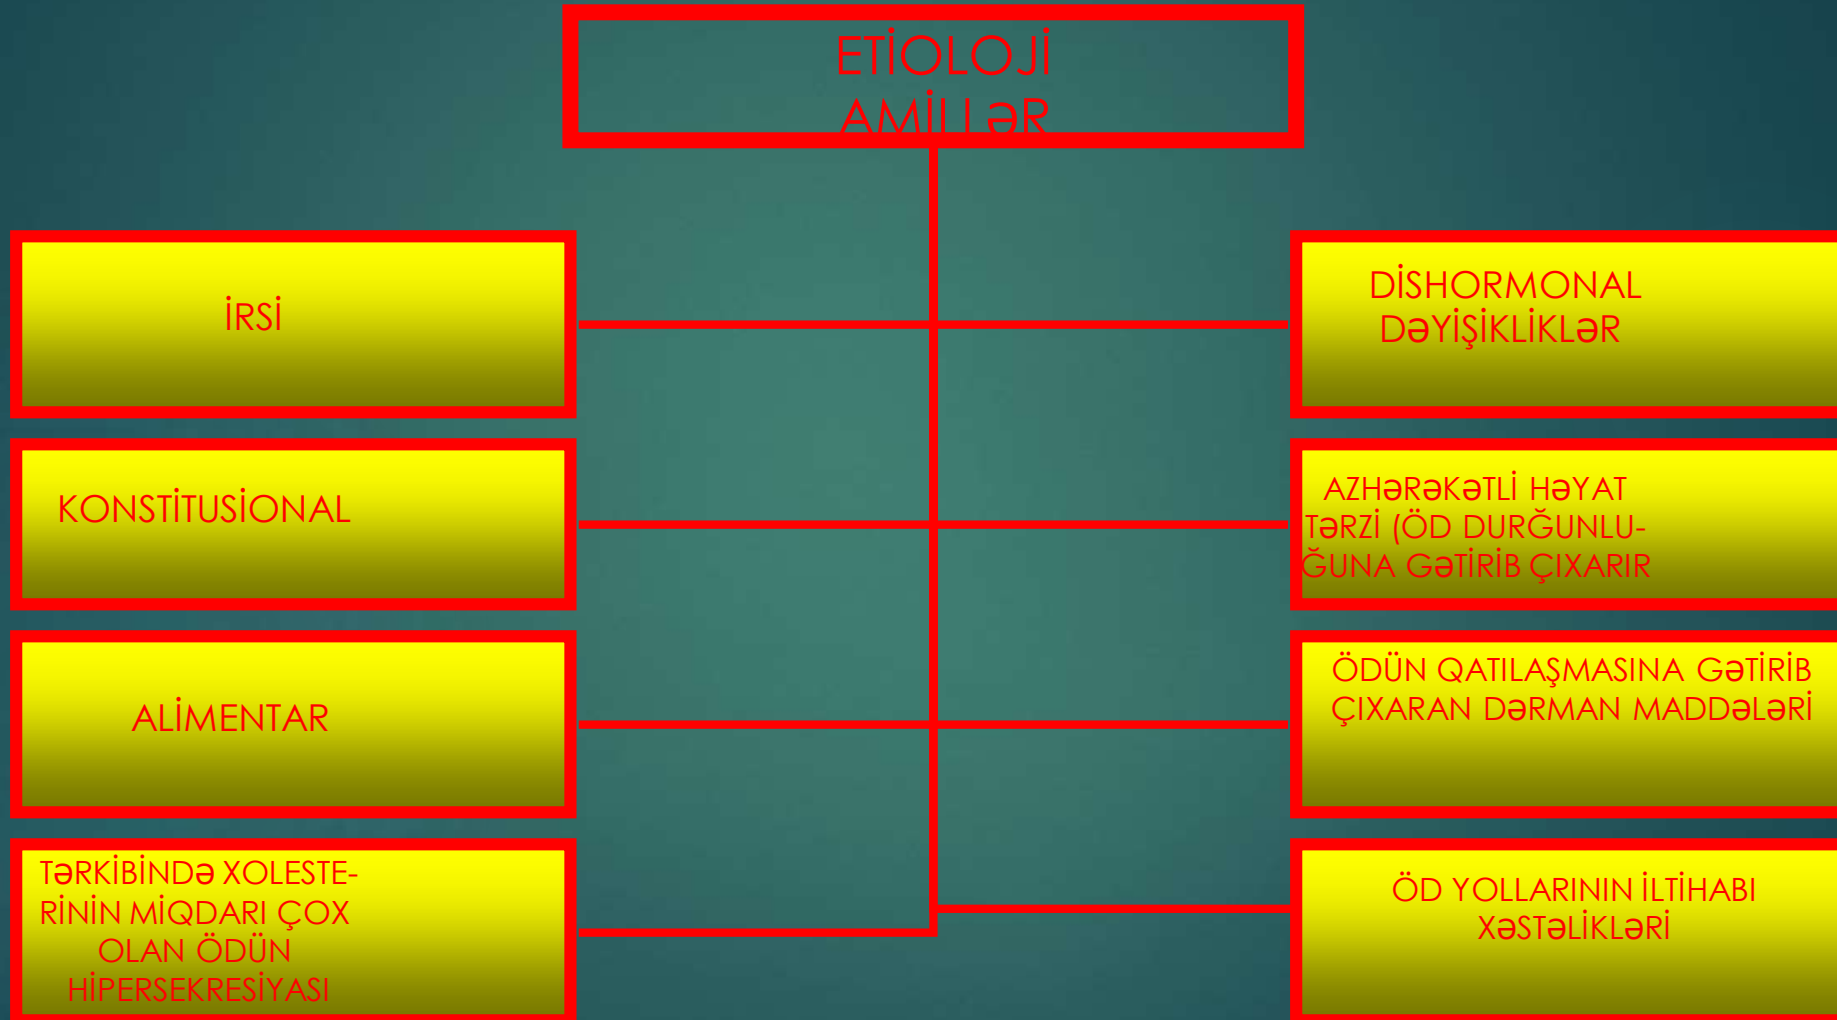 ETİOLOJİ
AMİLLƏR
İRSİ
DİSHORMONAL
DƏYİŞİKLİKLƏR
KONSTİTUSİONAL
AZHƏRƏKƏTLİ HƏYAT
TƏRZİ (ÖD DURĞUNLU-
ĞUNA GƏTİRİB ÇIXARIR
ALİMENTAR
ÖDÜN QATILAŞMASINA GƏTİRİB
ÇIXARAN DƏRMAN MADDƏLƏRİ
TƏRKİBİNDƏ XOLESTE-
RİNİN MİQDARI ÇOX
OLAN ÖDÜN
HİPERSEKRESİYASI
ÖD YOLLARININ İLTİHABI
XƏSTƏLİKLƏRİ